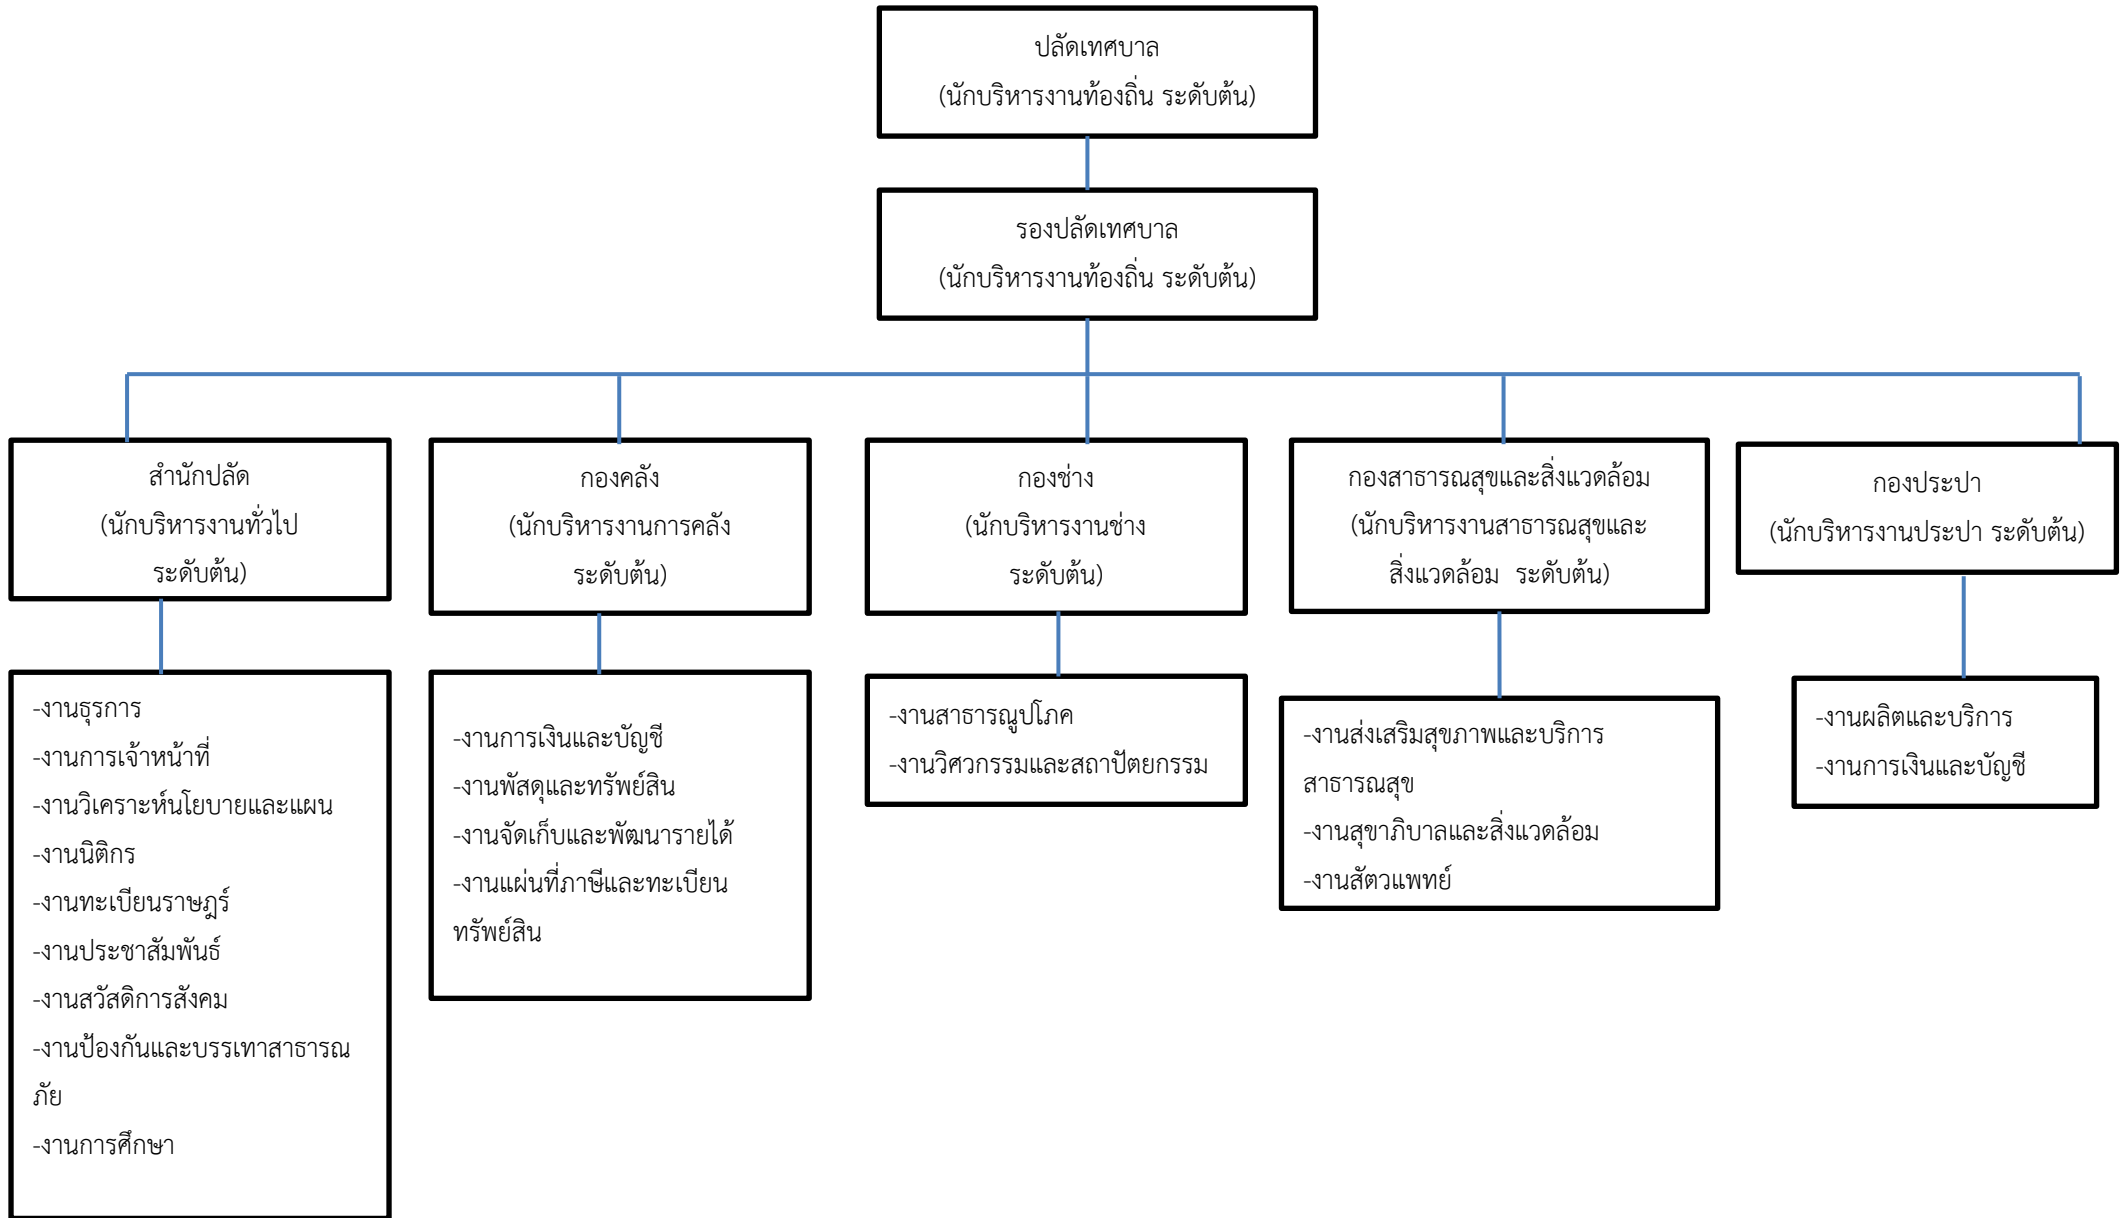 ปลัดเทศบาล
(นักบริหารงานท้องถิ่น ระดับต้น)
รองปลัดเทศบาล
(นักบริหารงานท้องถิ่น ระดับต้น)
สำนักปลัด
(นักบริหารงานทั่วไป
ระดับต้น)
กองคลัง
(นักบริหารงานการคลัง
ระดับต้น)
กองช่าง
(นักบริหารงานช่าง
ระดับต้น)
กองสาธารณสุขและสิ่งแวดล้อม
(นักบริหารงานสาธารณสุขและ
สิ่งแวดล้อม  ระดับต้น)
กองประปา
(นักบริหารงานประปา ระดับต้น)
-งานธุรการ
-งานการเจ้าหน้าที่
-งานวิเคราะห์นโยบายและแผน
-งานนิติกร
-งานทะเบียนราษฎร์
-งานประชาสัมพันธ์
-งานสวัสดิการสังคม
-งานป้องกันและบรรเทาสาธารณ
ภัย
-งานการศึกษา
-งานการเงินและบัญชี
-งานพัสดุและทรัพย์สิน
-งานจัดเก็บและพัฒนารายได้
-งานแผ่นที่ภาษีและทะเบียน
ทรัพย์สิน
-งานสาธารณูปโภค
-งานวิศวกรรมและสถาปัตยกรรม
-งานส่งเสริมสุขภาพและบริการ
สาธารณสุข
-งานสุขาภิบาลและสิ่งแวดล้อม
-งานสัตวแพทย์
-งานผลิตและบริการ
-งานการเงินและบัญชี